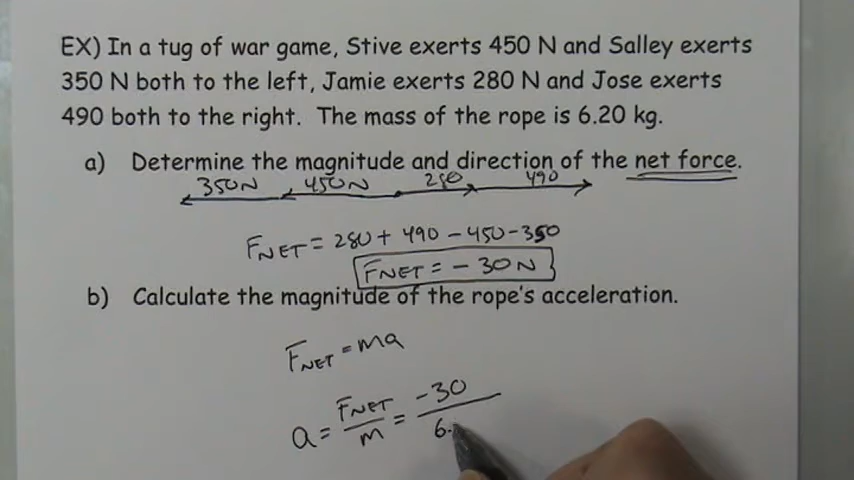 EX) In a tug of war game, Stive exerts 450 N and Salley exerts
350 N both to the left, Jamie exerts 280 N and Jose exerts
490 both to the right. The mass of the rope is 6.20 kg.
a) Determine the magnitude and direction of the net force.
350N 450N 280 490
FNET = 280 + 490 - 450 - 350
FNET = - 30 N
b) Calculate the magnitude of the rope's acceleration.
FNET = ma
a = FNET/m = -30/6.